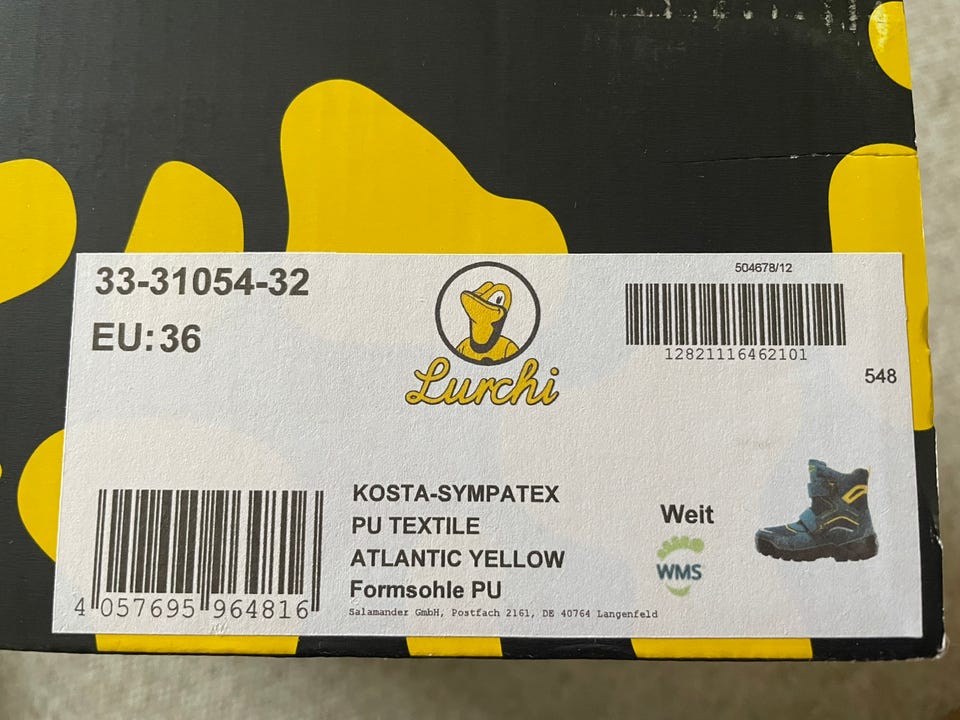 33-31054-32
EU: 36
Lurchi
504678/12
12821116462101
548
4 057695 964816
KOSTA-SYMPATEX
PU TEXTILE
ATLANTIC YELLOW
Formsohle PU
Salamander GmbH, Postfach 2161, DE 40764 Langenfeld
Weit
WMS